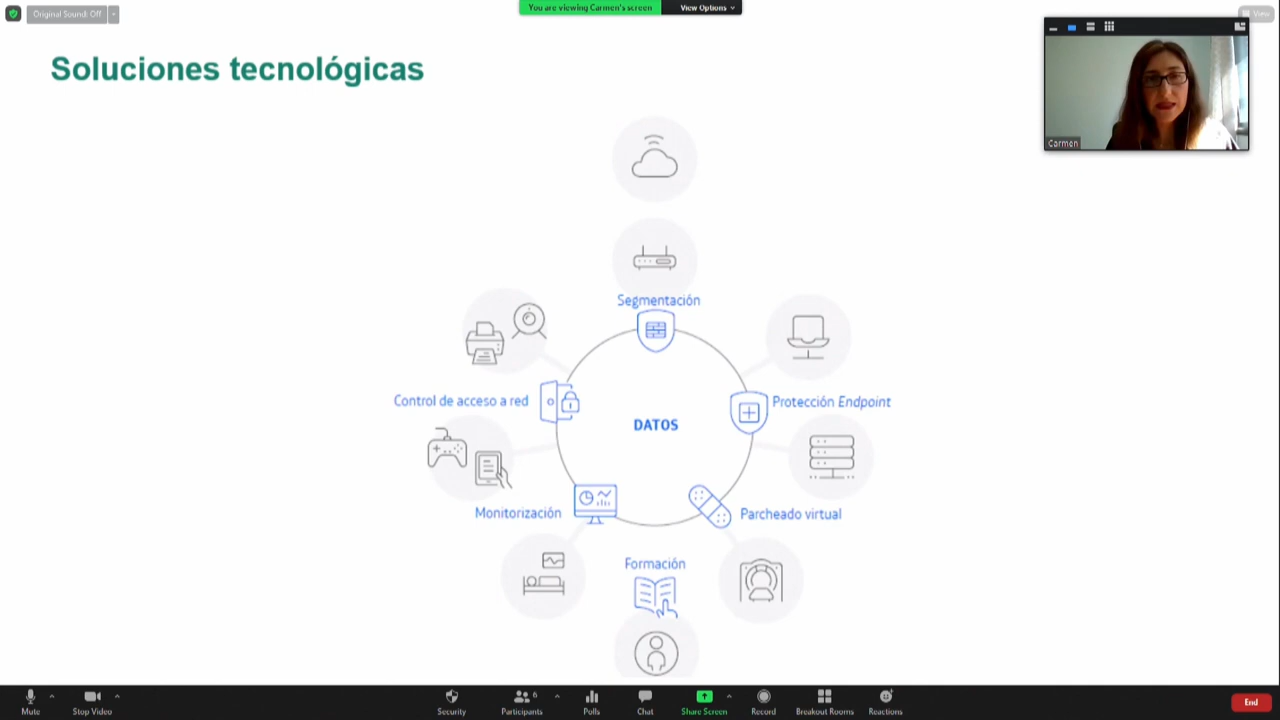 Original Sound: Off
You are viewing Carmen's screen
View Options
View
Soluciones tecnológicas
Carmen
Segmentación
Control de acceso a red
Protección Endpoint
DATOS
Monitorización
Parcheado virtual
Formación
Mute
Stop Video
Security
Participants
6
Polls
Chat
Share Screen
Record
Breakout Rooms
Reactions
End